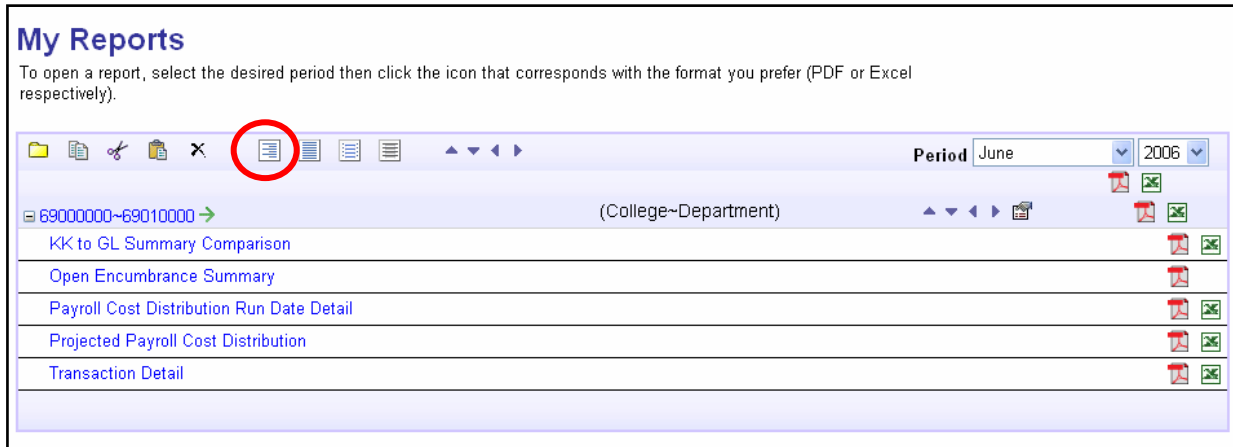 My Reports
To open a report, select the desired period then click the icon that corresponds with the format you prefer (PDF or Excel
respectively).
Period June 2006
69000000~69010000 (College~Department)
KK to GL Summary Comparison
Open Encumbrance Summary
Payroll Cost Distribution Run Date Detail
Projected Payroll Cost Distribution
Transaction Detail